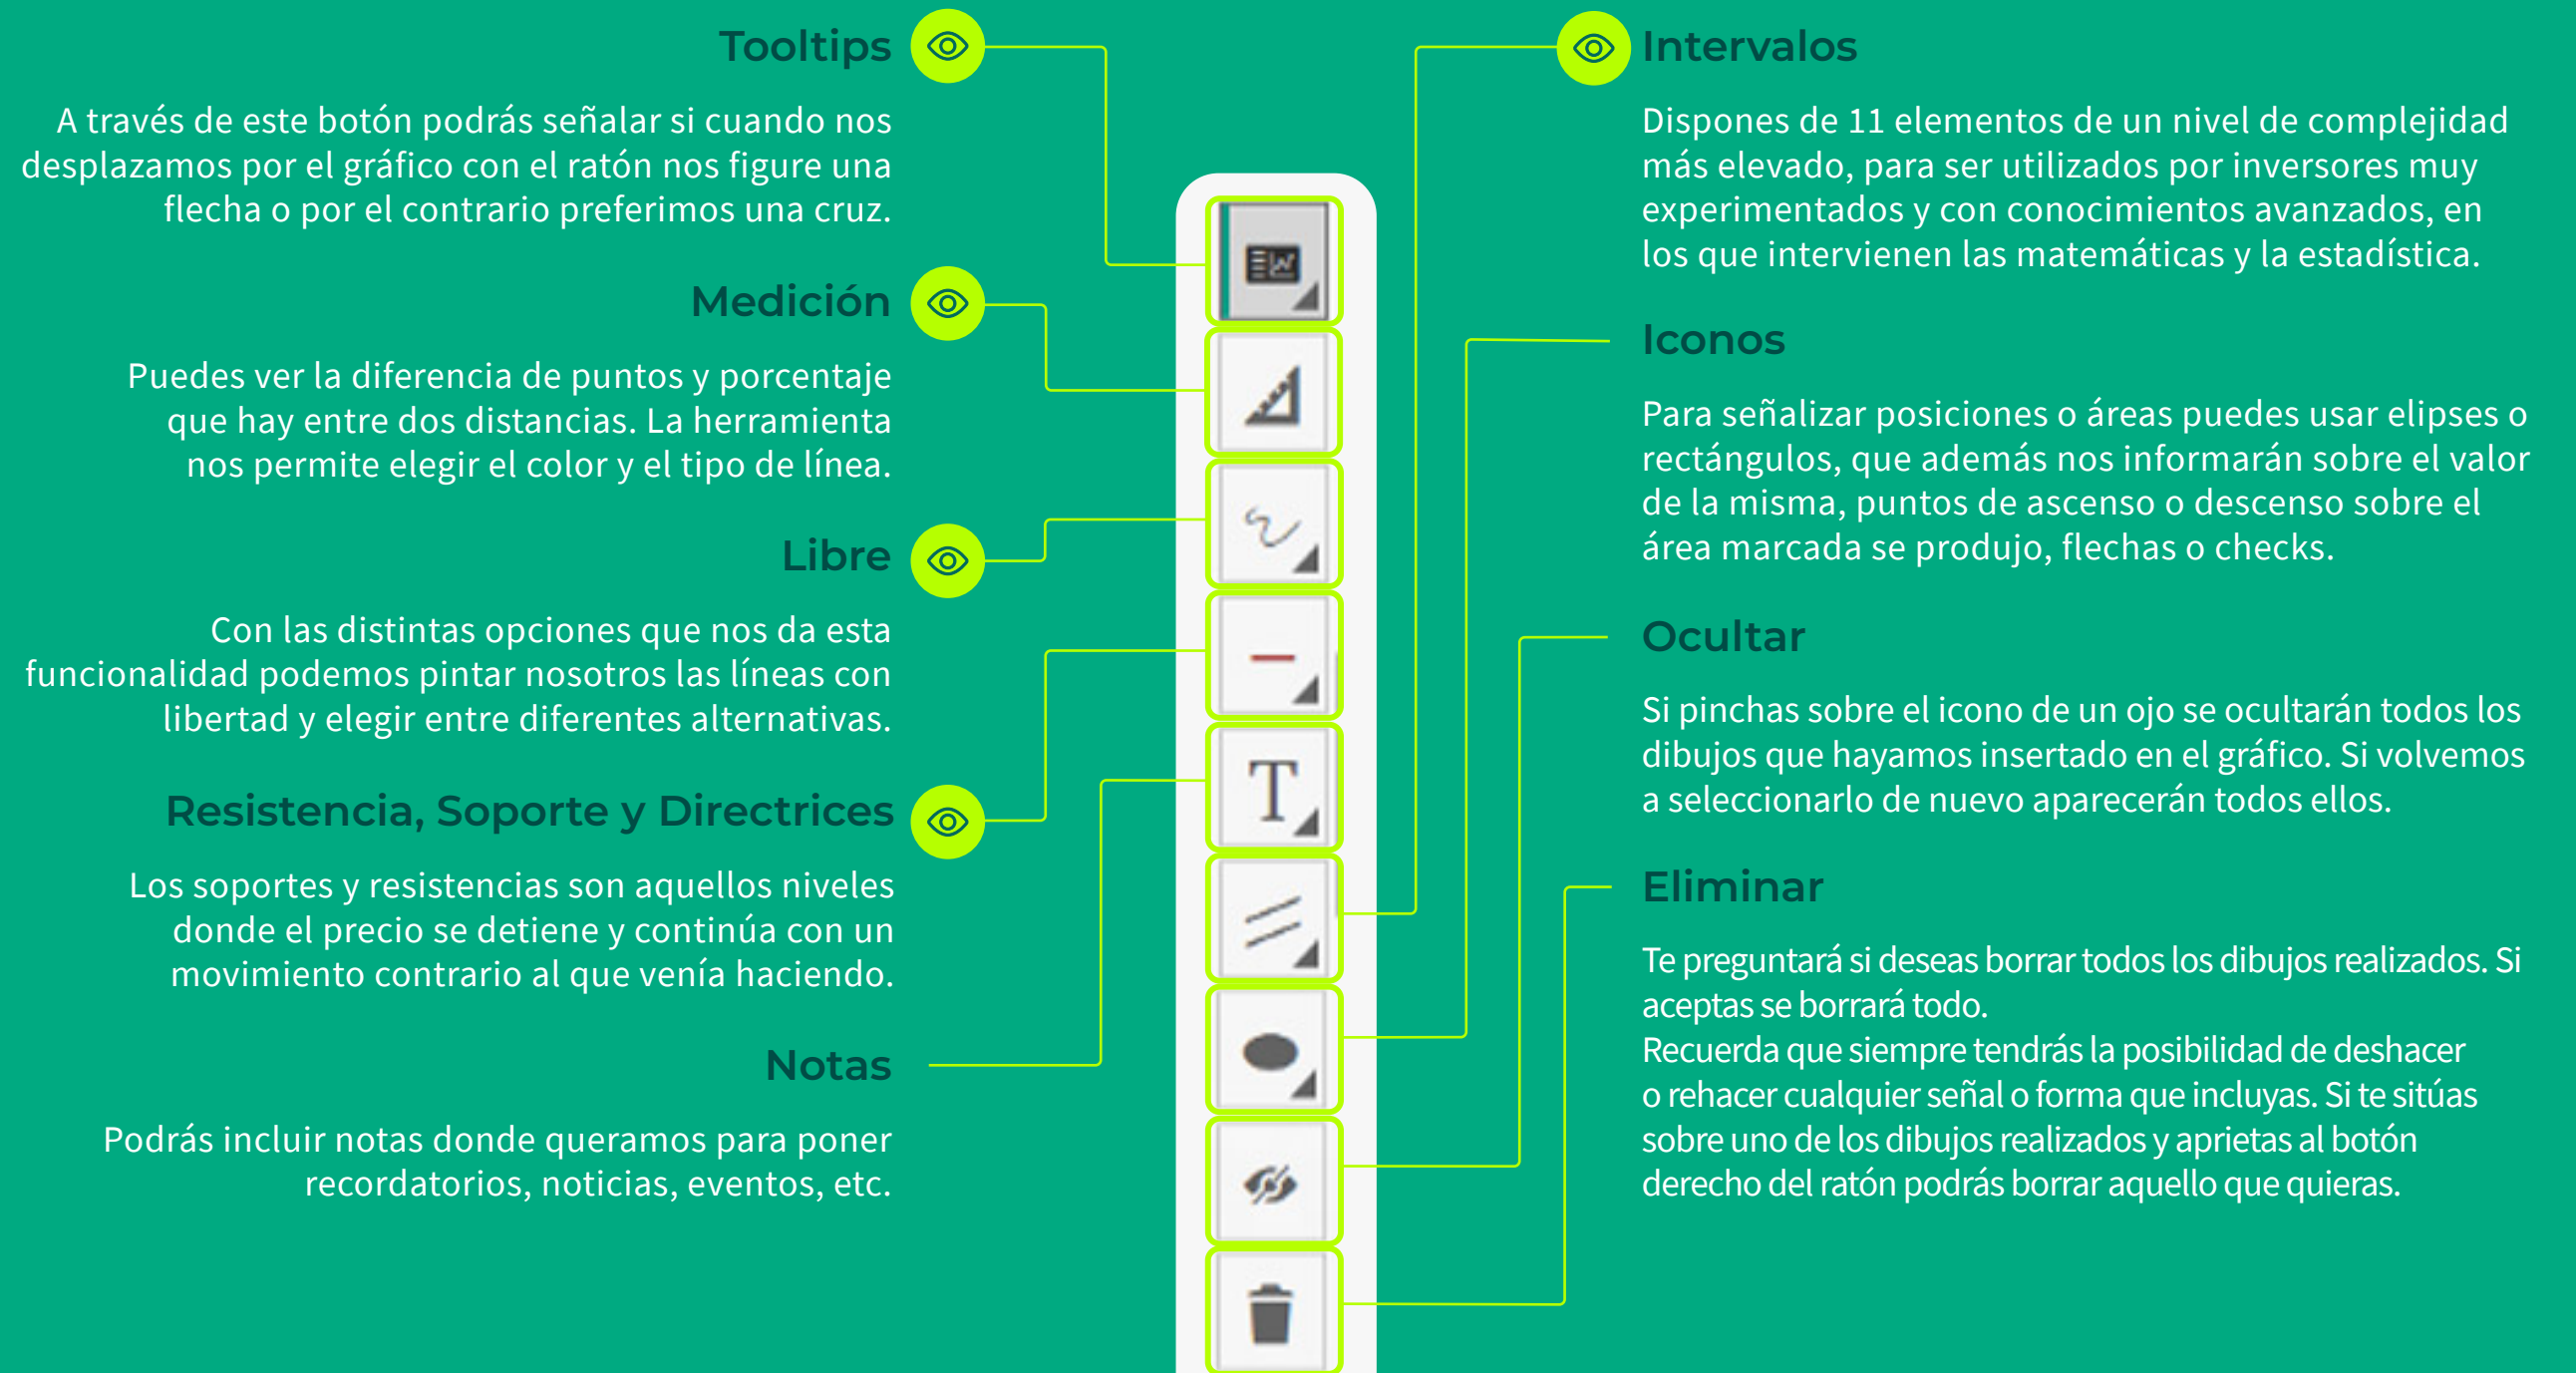 Tooltips
A través de este botón podrás señalar si cuando nos
desplazamos por el gráfico con el ratón nos figure una
flecha o por el contrario preferimos una cruz.
Medición
Puedes ver la diferencia de puntos y porcentaje
que hay entre dos distancias. La herramienta
nos permite elegir el color y el tipo de línea.
Libre
Con las distintas opciones que nos da esta
funcionalidad podemos pintar nosotros las líneas con
libertad y elegir entre diferentes alternativas.
Resistencia, Soporte y Directrices
Los soportes y resistencias son aquellos niveles
donde el precio se detiene y continúa con un
movimiento contrario al que venía haciendo.
Notas
Podrás incluir notas donde queramos para poner
recordatorios, noticias, eventos, etc.
T
Intervalos
Dispones de 11 elementos de un nivel de complejidad
más elevado, para ser utilizados por inversores muy
experimentados y con conocimientos avanzados, en
los que intervienen las matemáticas y la estadística.
Iconos
Para señalizar posiciones o áreas puedes usar elipses o
rectángulos, que además nos informarán sobre el valor
de la misma, puntos de ascenso o descenso sobre el
área marcada se produjo, flechas o checks.
Ocultar
Si pinchas sobre el icono de un ojo se ocultarán todos los
dibujos que hayamos insertado en el gráfico. Si volvemos
a seleccionarlo de nuevo aparecerán todos ellos.
Eliminar
Te preguntará si deseas borrar todos los dibujos realizados. Si
aceptas se borrará todo.
Recuerda que siempre tendrás la posibilidad de deshacer
o rehacer cualquier señal o forma que incluyas. Si te sitúas
sobre uno de los dibujos realizados y aprietas al botón
derecho del ratón podrás borrar aquello que quieras.